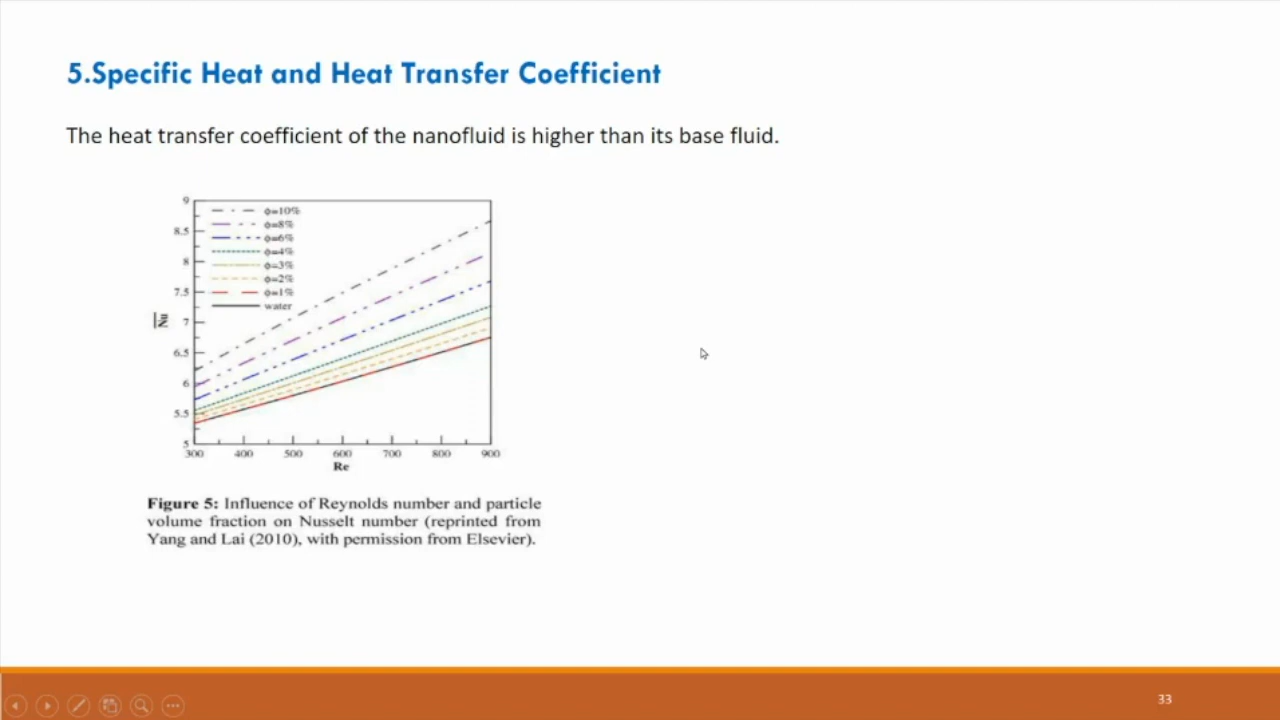 5.Specific Heat and Heat Transfer Coefficient
The heat transfer coefficient of the nanofluid is higher than its base fluid.
9
8.5
8
7.5
7
6.5
6
5.5
5
Nu
ϕ=10%
ϕ=8%
ϕ=6%
ϕ=4%
ϕ=3%
ϕ=2%
ϕ=1%
water
300 400 500 600 700 800 900
Re
Figure 5: Influence of Reynolds number and particle
volume fraction on Nusselt number (reprinted from
Yang and Lai (2010), with permission from Elsevier).
33